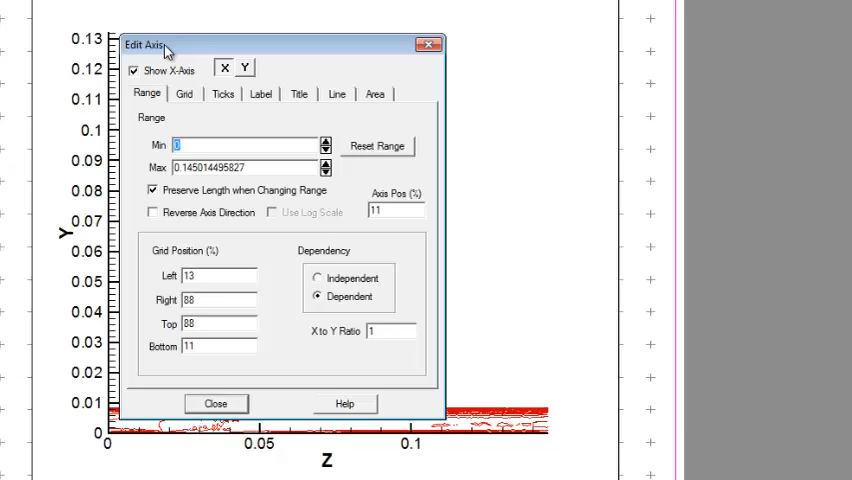 Edit Axis
Show X-Axis X Y
Range Grid Ticks Label Title Line Area
Range
Min 0 Reset Range
Max 0.145014495827
Preserve Length when Changing Range Axis Pos (%)
Reverse Axis Direction Use Log Scale 11
Grid Position (%) Dependency
Left 13 Independent
Right 88 Dependent
Top 88 X to Y Ratio 1
Bottom 11
Close Help
0.13
0.12
0.11
0.1
0.09
0.08
0.07
Y
0.06
0.05
0.04
0.03
0.02
0.01
0
0 0.05 0.1
Z